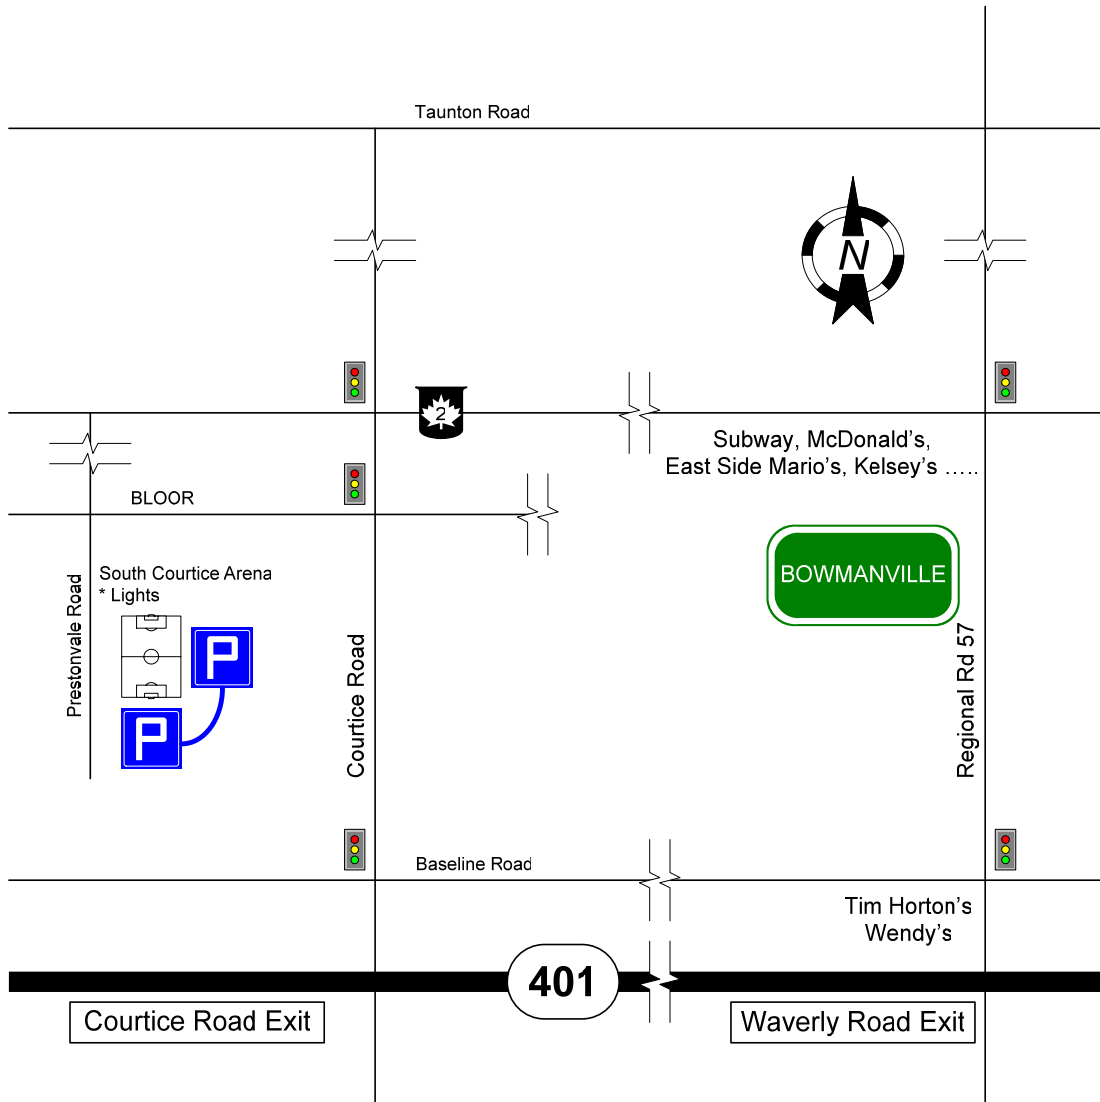 Taunton Road
N
2
Subway, McDonald's,
East Side Mario's, Kelsey's .....
BLOOR
South Courtice Arena
* Lights
BOWMANVILLE
Prestonvale Road
P
P
Courtice Road
Regional Rd 57
Baseline Road
Tim Horton's
Wendy's
401
Courtice Road Exit
Waverly Road Exit